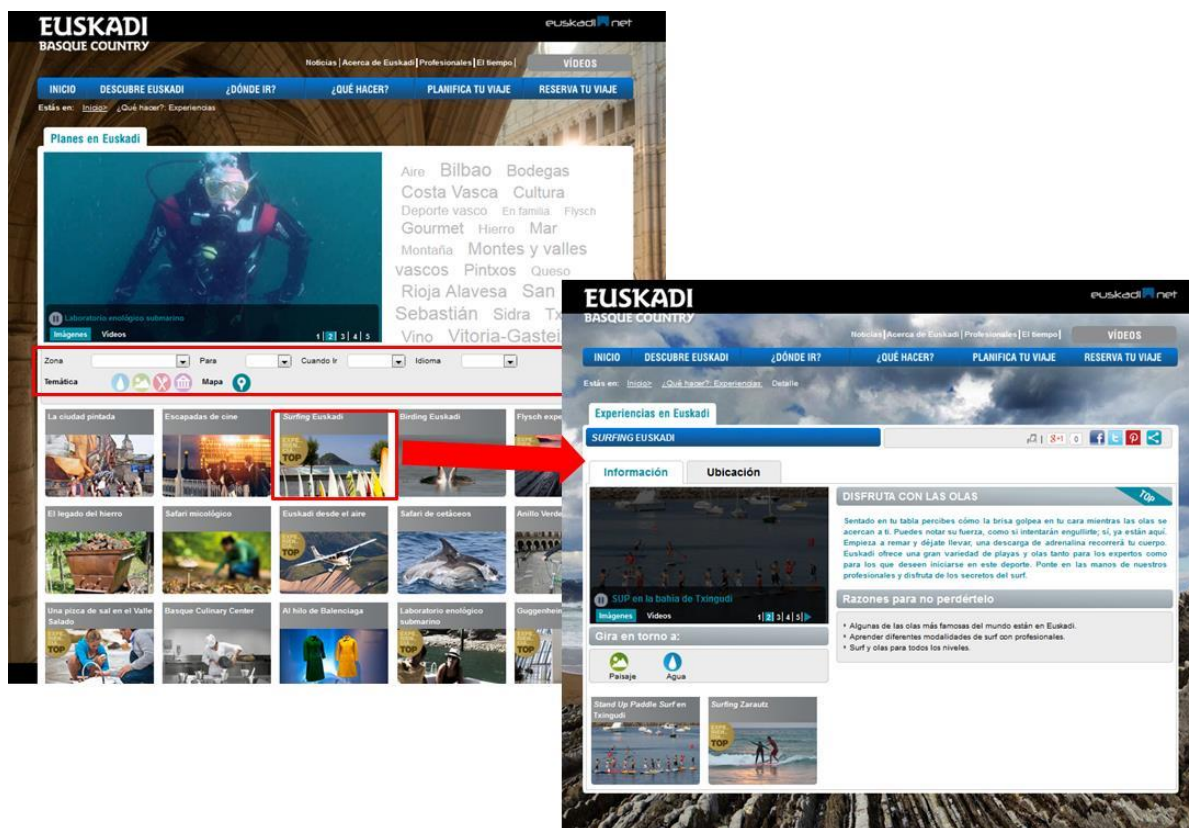 EUSKADI
BASQUE COUNTRY
euskadi net
Noticias | Acerca de Euskadi | Profesionales | El tiempo |
VÍDEOS
INICIO DESCUBRE EUSKADI ¿DÓNDE IR? ¿QUÉ HACER? PLANIFICA TU VIAJE RESERVA TU VIAJE
Estás en: Inicio> ¿Qué hacer?: Experiencias
Planes en Euskadi
Aire Bilbao Bodegas
Costa Vasca Cultura
Deporte vasco En familia Flysch
Gourmet Hierro Mar
Montaña Montes y valles
vascos Pintxos Queso
Rioja Alavesa San
Sebastián Sidra Tx
Vino Vitoria-Gastei
Laboratorio enológico submarino
Imágenes Vídeos 1 | 2 | 3 | 4 | 5
Zona Para Cuando Ir Idioma
Temática Mapa
La ciudad pintada
Escapadas de cine
Surfing Euskadi
EXPE
RIEN
CIA
TOP
Birding Euskadi
Flysch expe
El legado del hierro
Safari micológico
Euskadi desde el aire
TOP
Safari de cetáceos
Anillo Verde
Una pizca de sal en el Valle
Salado
TOP
Basque Culinary Center
Al hilo de Balenciaga
Laboratorio enológico
submarino
TOP
Guggenhein
EUSKADI
BASQUE COUNTRY
euskadi net
Noticias | Acerca de Euskadi | Profesionales | El tiempo |
VÍDEOS
INICIO DESCUBRE EUSKADI ¿DÓNDE IR? ¿QUÉ HACER? PLANIFICA TU VIAJE RESERVA TU VIAJE
Estás en: Inicio> ¿Qué hacer?: Experiencias Detalle
Experiencias en Euskadi
SURFING EUSKADI
+1 0
Información Ubicación
SUP en la bahía de Txingudi
Imágenes Vídeos 1 | 2 | 3 | 4 | 5 |
DISFRUTA CON LAS OLAS
TOP
Sentado en tu tabla percibes cómo la brisa golpea en tu cara mientras las olas se
acercan a ti. Puedes notar su fuerza, como si intentarán engullirte; sí, ya están aquí.
Empieza a remar y déjate llevar, una descarga de adrenalina recorrerá tu cuerpo.
Euskadi ofrece una gran variedad de playas y olas tanto para los expertos como
para los que deseen iniciarse en este deporte. Ponte en las manos de nuestros
profesionales y disfruta de los secretos del surf.
Razones para no perdértelo
Algunas de las olas más famosas del mundo están en Euskadi.
Aprender diferentes modalidades de surf con profesionales.
Surf y olas para todos los niveles.
Gira en torno a:
Paisaje Agua
Stand Up Paddle Surf en
Txingudi
Surfing Zarautz
TOP